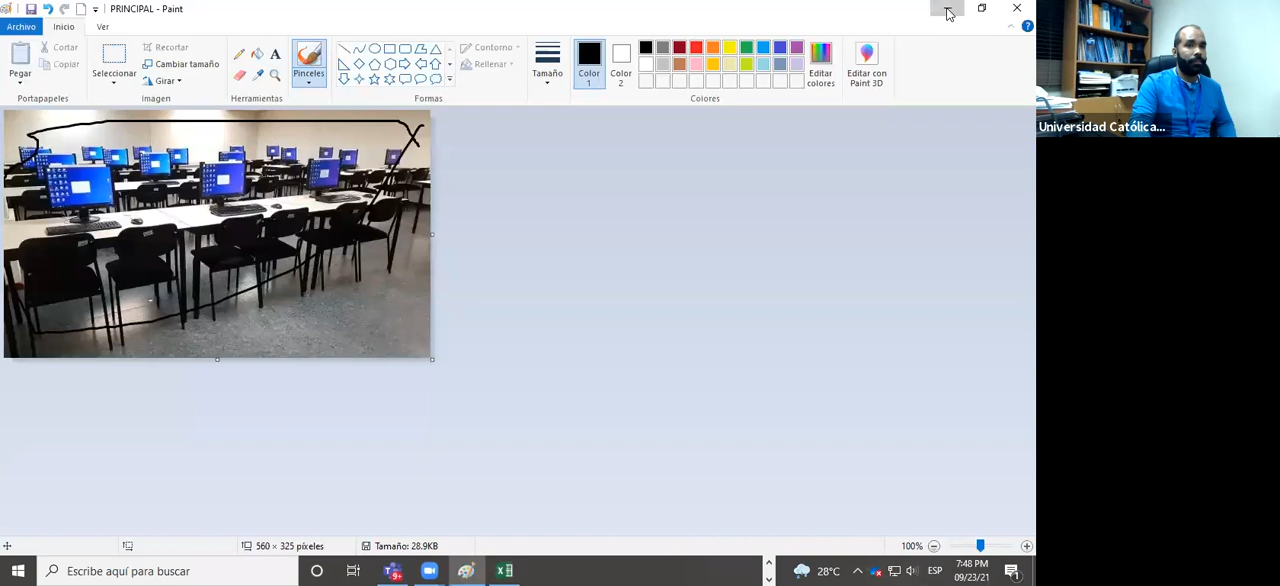 PRINCIPAL - Paint
Archivo
Inicio
Ver
Pegar
Cortar
Copiar
Portapapeles
Seleccionar
Recortar
Cambiar tamaño
Girar
Imagen
Herramientas
Pinceles
Contorno
Rellenar
Formas
Tamaño
Color
1
Color
2
Editar
colores
Editar con
Paint 3D
Colores
Universidad Católica...
560 × 325 píxeles
Tamaño: 28.9KB
100%
Escribe aquí para buscar
9+
28°C
ESP
7:48 PM
09/23/21
1